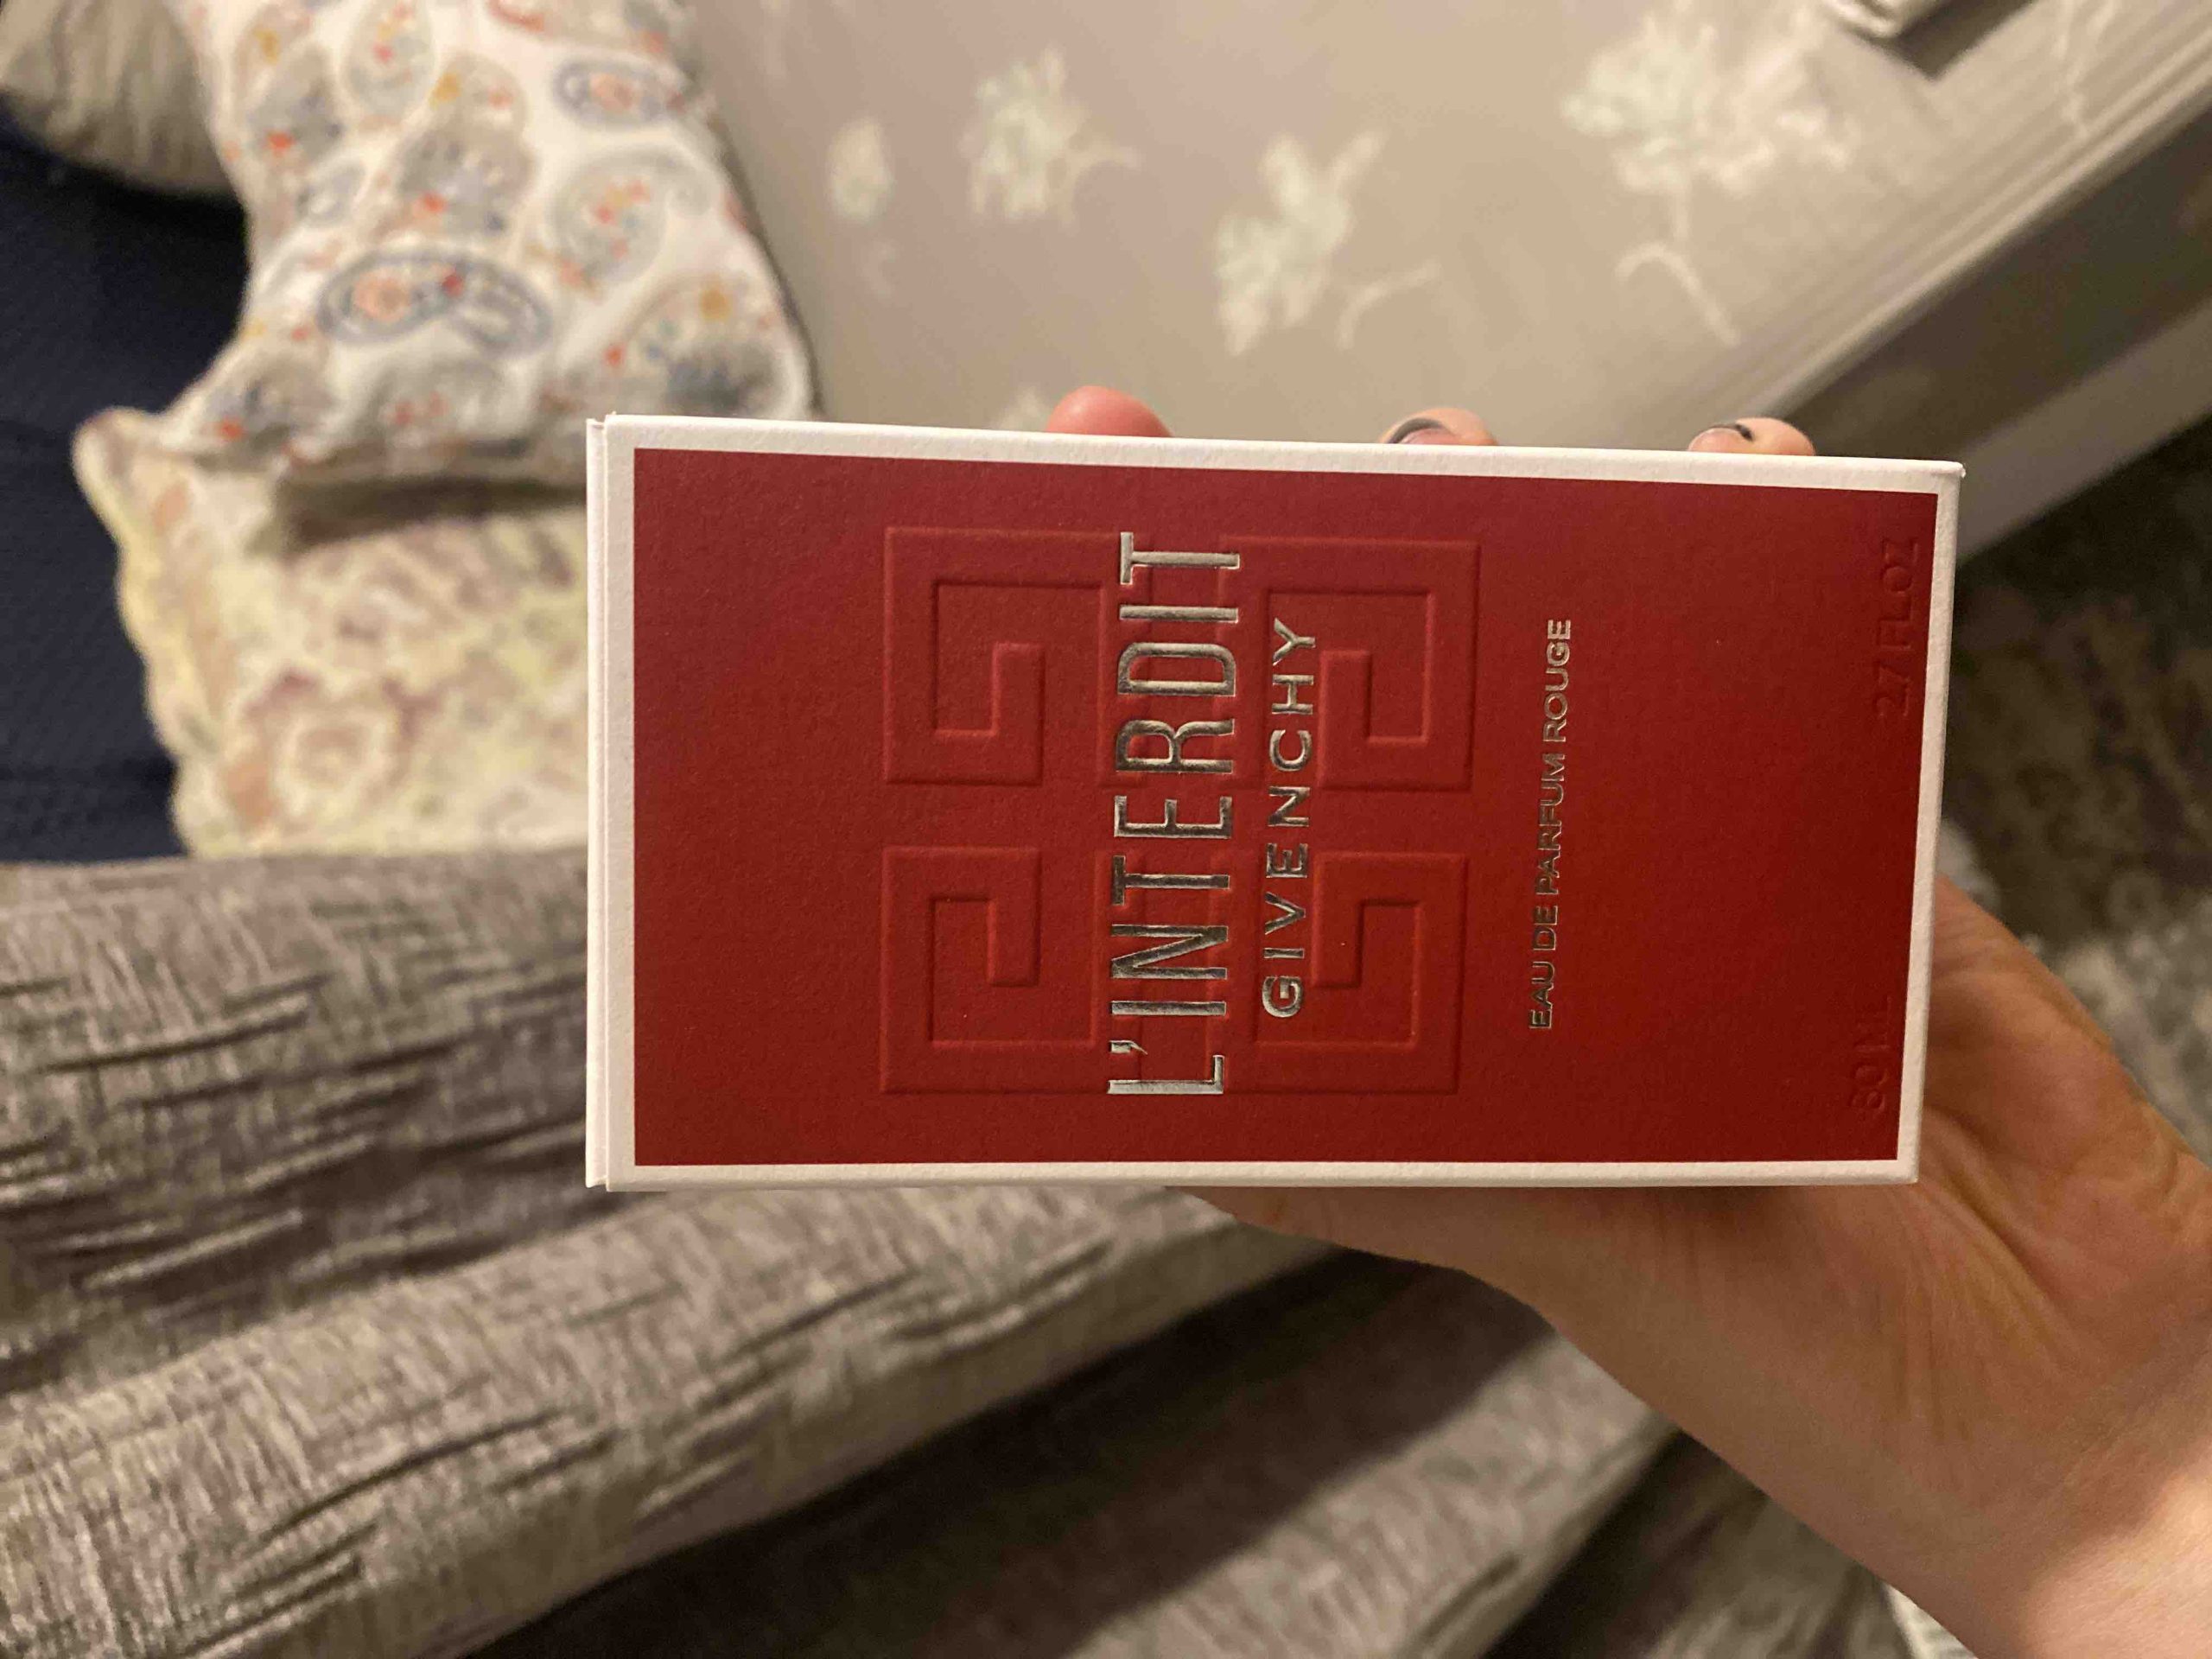 L'INTERDIT
GIVENCHY
EAU DE PARFUM ROUGE
80 ML 2.7 FL.OZ